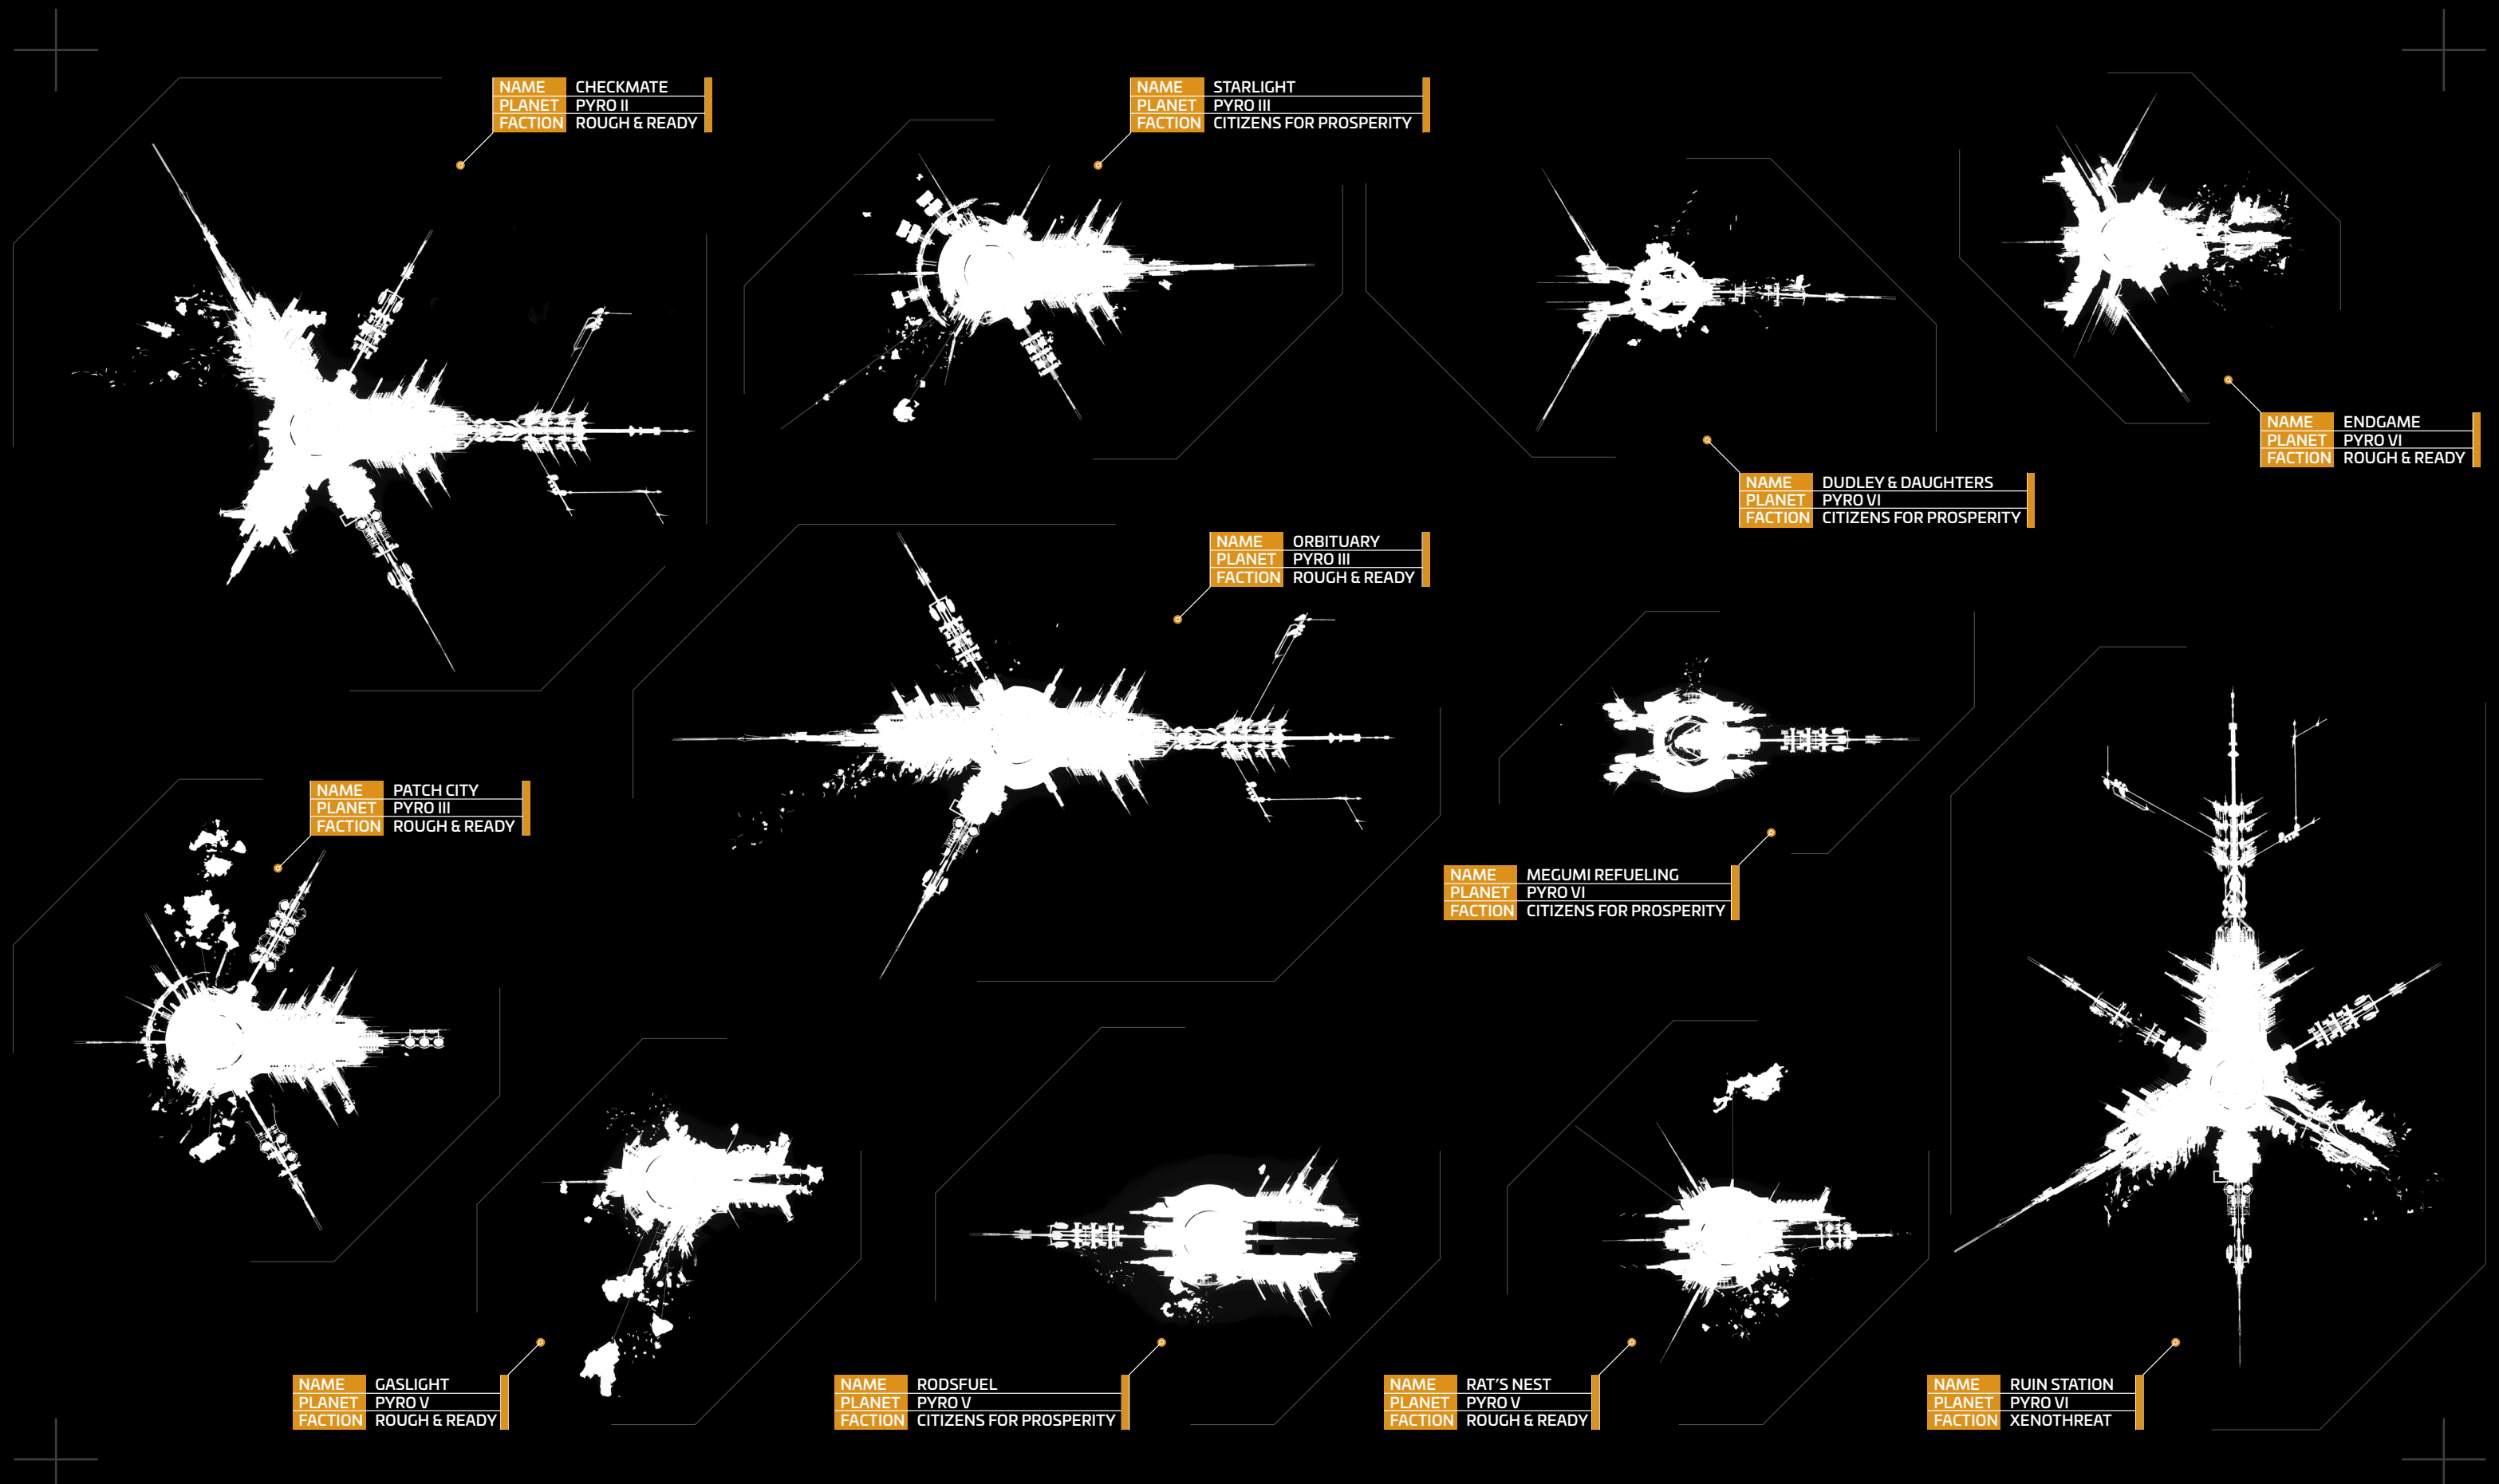 NAME CHECKMATE
PLANET PYRO II
FACTION ROUGH & READY
NAME STARLIGHT
PLANET PYRO III
FACTION CITIZENS FOR PROSPERITY
NAME ENDGAME
PLANET PYRO VI
FACTION ROUGH & READY
NAME DUDLEY & DAUGHTERS
PLANET PYRO VI
FACTION CITIZENS FOR PROSPERITY
NAME ORBITUARY
PLANET PYRO III
FACTION ROUGH & READY
NAME PATCH CITY
PLANET PYRO III
FACTION ROUGH & READY
NAME MEGUMI REFUELING
PLANET PYRO VI
FACTION CITIZENS FOR PROSPERITY
NAME GASLIGHT
PLANET PYRO V
FACTION ROUGH & READY
NAME RODSFUEL
PLANET PYRO V
FACTION CITIZENS FOR PROSPERITY
NAME RAT'S NEST
PLANET PYRO V
FACTION ROUGH & READY
NAME RUIN STATION
PLANET PYRO VI
FACTION XENOTHREAT